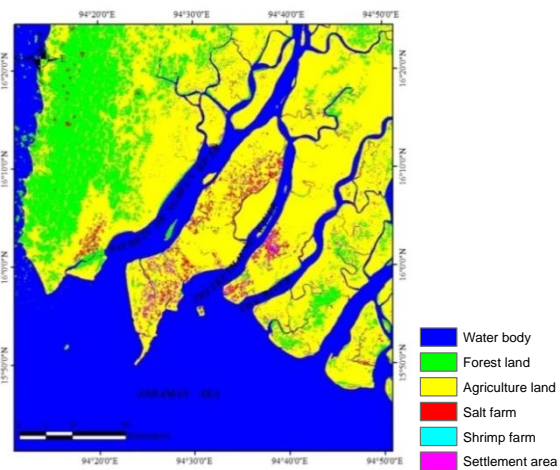 94°20'0"E 94°30'0"E 94°40'0"E 94°50'0"E
16°20'0"N 16°20'0"N
16°10'0"N 16°10'0"N
16°0'0"N 16°0'0"N
15°50'0"N 15°50'0"N
ANDAMAN SEA
94°20'0"E 94°30'0"E 94°40'0"E 94°50'0"E
Water body
Forest land
Agriculture land
Salt farm
Shrimp farm
Settlement area